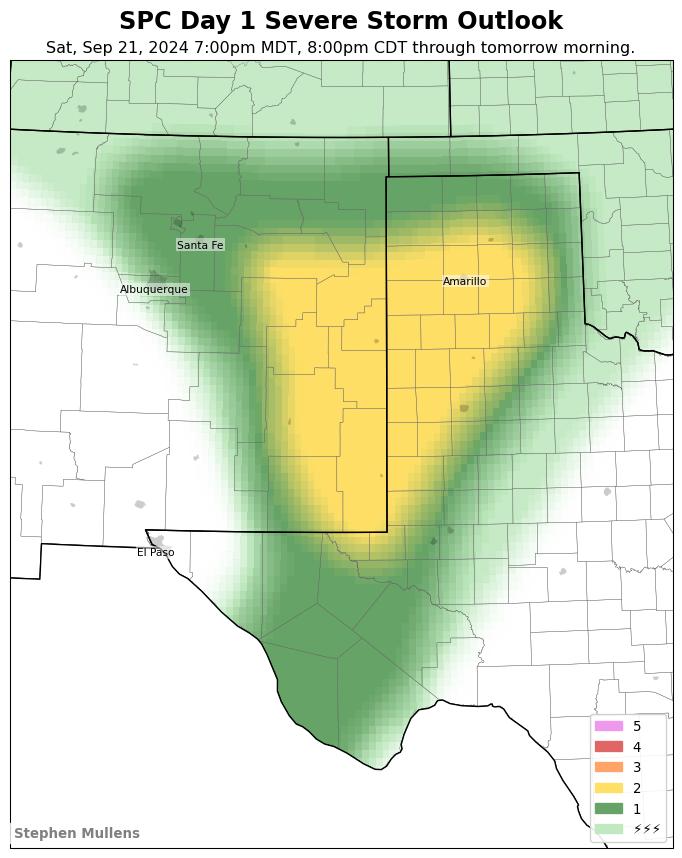 SPC Day 1 Severe Storm Outlook
Sat, Sep 21, 2024 7:00pm MDT, 8:00pm CDT through tomorrow morning.
Santa Fe
Amarillo
Albuquerque
El Paso
5
4
3
2
1
⚡⚡⚡
Stephen Mullens